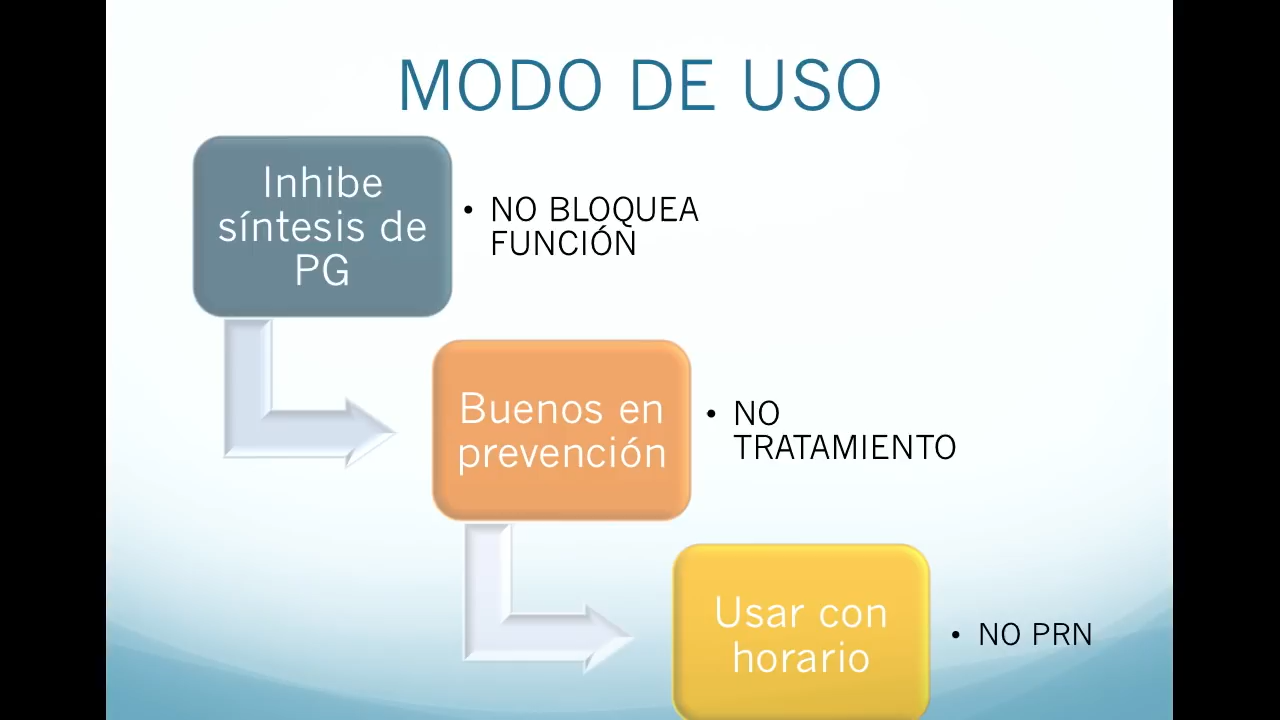 MODO DE USO
Inhibe
síntesis de
PG
• NO BLOQUEA
FUNCIÓN
Buenos en
prevención
• NO
TRATAMIENTO
Usar con
horario
• NO PRN